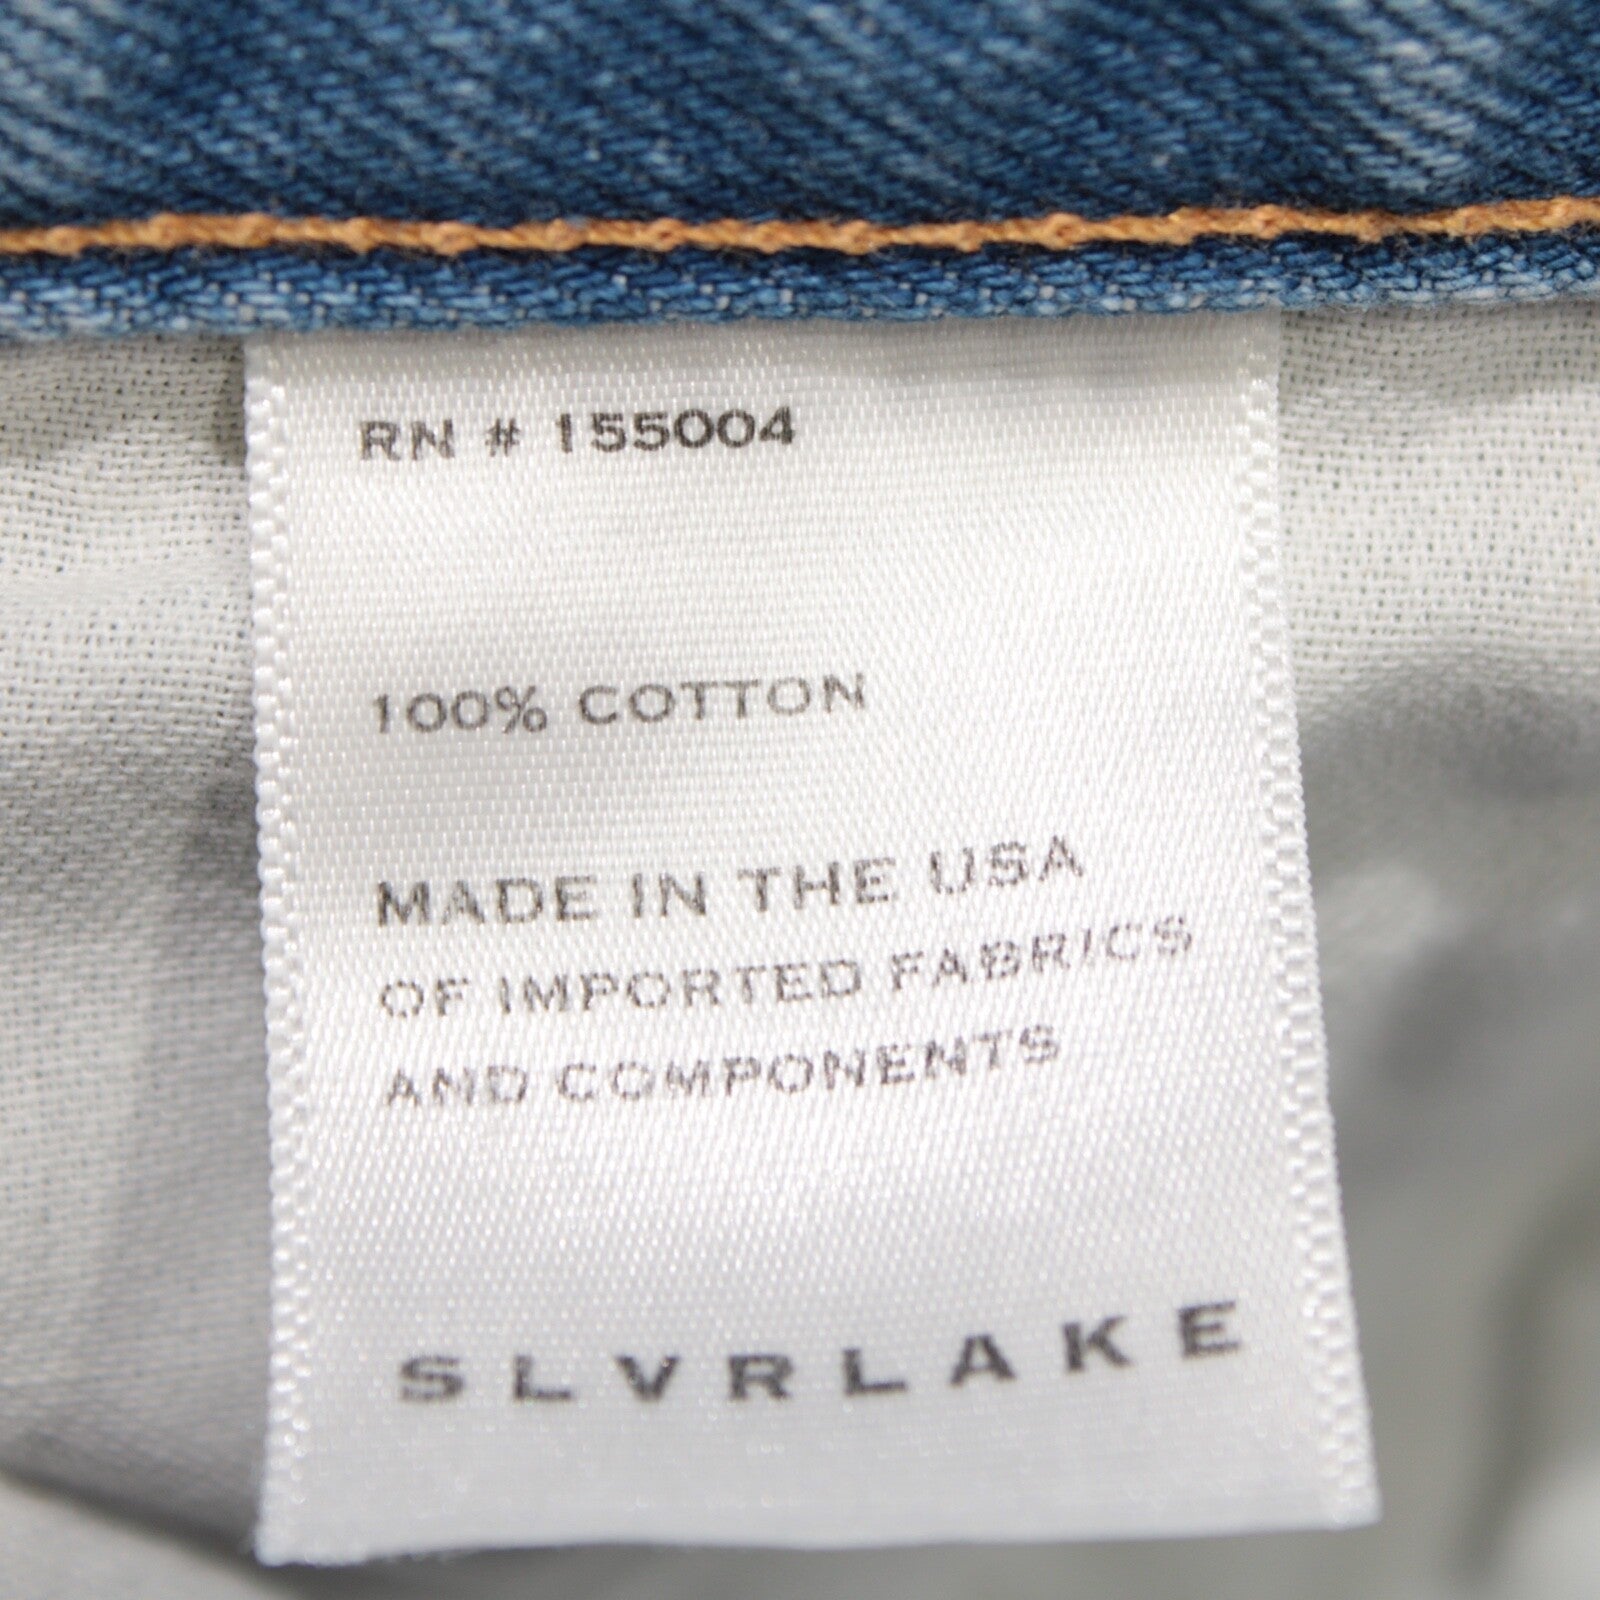 RN # 155004
100% COTTON
MADE IN THE USA
OF IMPORTED FABRICS
AND COMPONENTS
SLVRLAKE